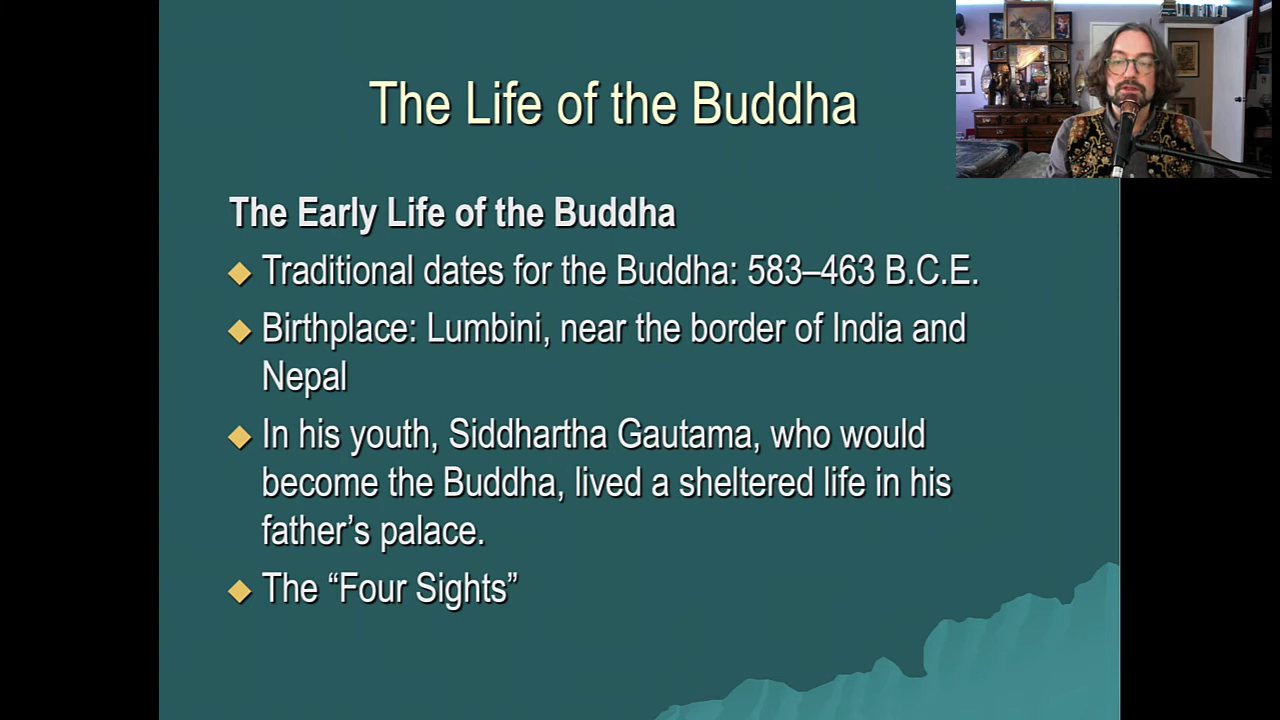 The Life of the Buddha
The Early Life of the Buddha
Traditional dates for the Buddha: 583–463 B.C.E.
Birthplace: Lumbini, near the border of India and
Nepal
In his youth, Siddhartha Gautama, who would
become the Buddha, lived a sheltered life in his
father’s palace.
The “Four Sights”